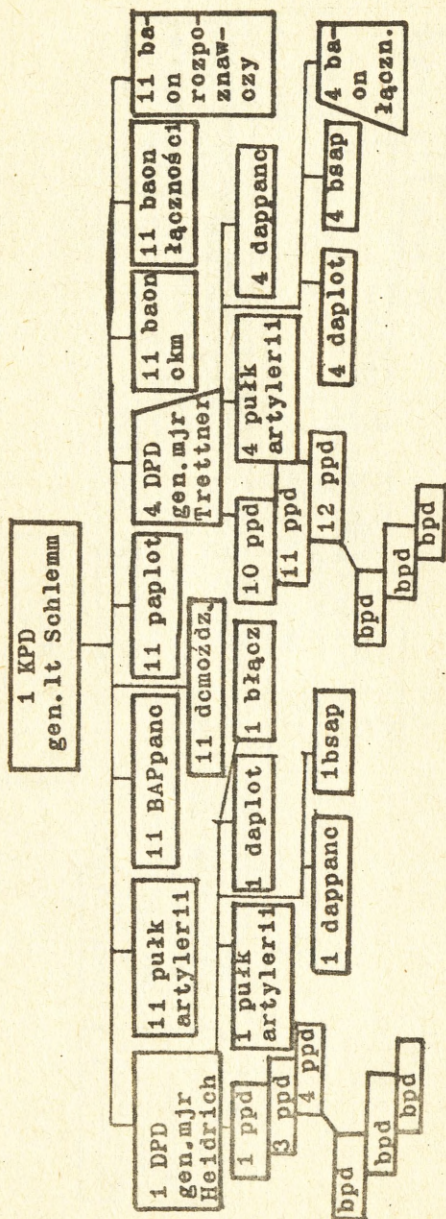 1 KPD
gen.lt Schlemm
1 DPD
gen.mjr
Heidrich
11 pułk
artylerii
11 BAPpanc
11 dcmoźdz.
11 paplot
4 DPD
gen.mjr
Trettner
11 baon
ckm
11 baon
łączności
11 ba-
on
rozpo-
znaw-
czy
1 ppd
3 ppd
4 ppd
bpd
bpd
bpd
1 pułk
artylerii
1 daplot
1 błącz
1 dappanc
1bsap
10 ppd
11 ppd
12 ppd
bpd
bpd
bpd
4 pułk
artylerii
4 dappanc
4 daplot
4 bsap
4 ba-
on
łączn.